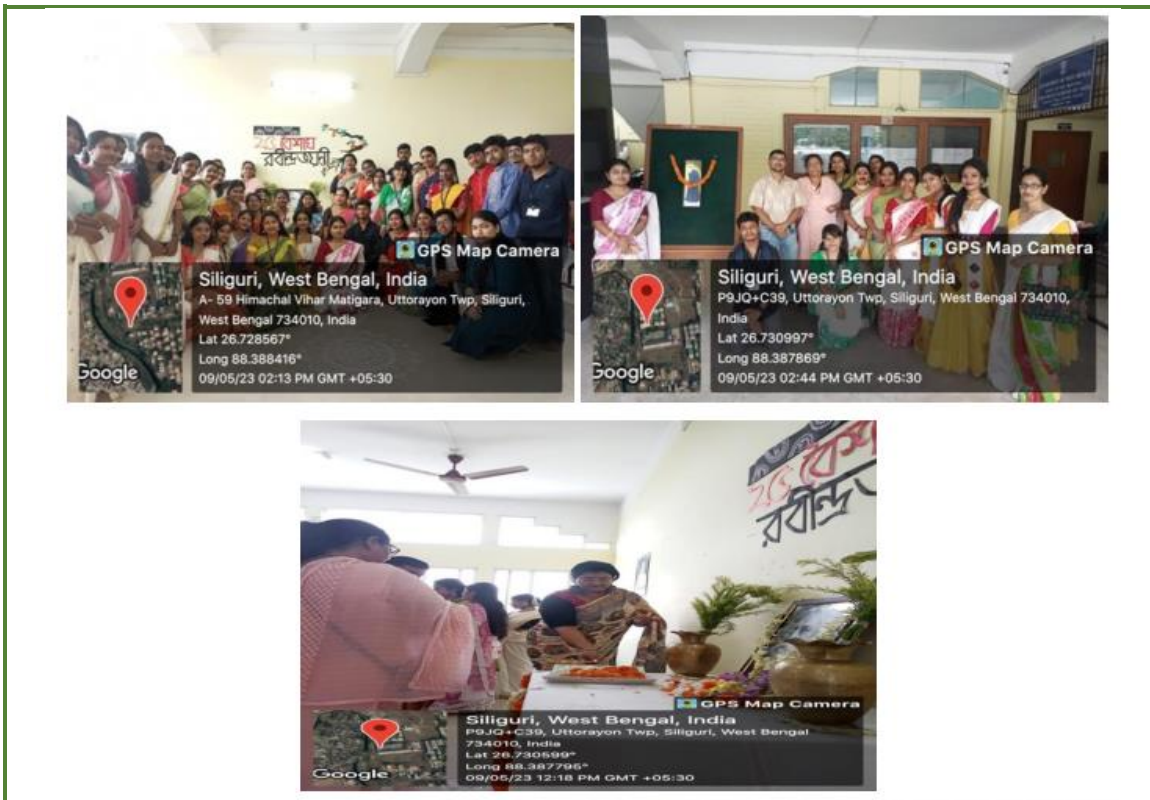 ২৫ বৈশাখ
রবীন্দ্রজয়ন্তী
GPS Map Camera
Siliguri, West Bengal, India
A- 59 Himachal Vihar Matigara, Uttorayon Twp, Siliguri,
West Bengal 734010, India
Lat 26.728567°
Long 88.388416°
09/05/23 02:13 PM GMT +05:30
Google
GPS Map Camera
Siliguri, West Bengal, India
P9JQ+C39, Uttorayon Twp, Siliguri, West Bengal 734010,
India
Lat 26.730997°
Long 88.387869°
09/05/23 02:44 PM GMT +05:30
Google
২৫ বৈশা
রবীন্দ্র
GPS Map Camera
Siliguri, West Bengal, India
P9JQ+C39, Uttorayon Twp, Siliguri, West Bengal
734010, India
Lat 26.730599°
Long 88.387795°
09/05/23 12:18 PM GMT +05:30
Google